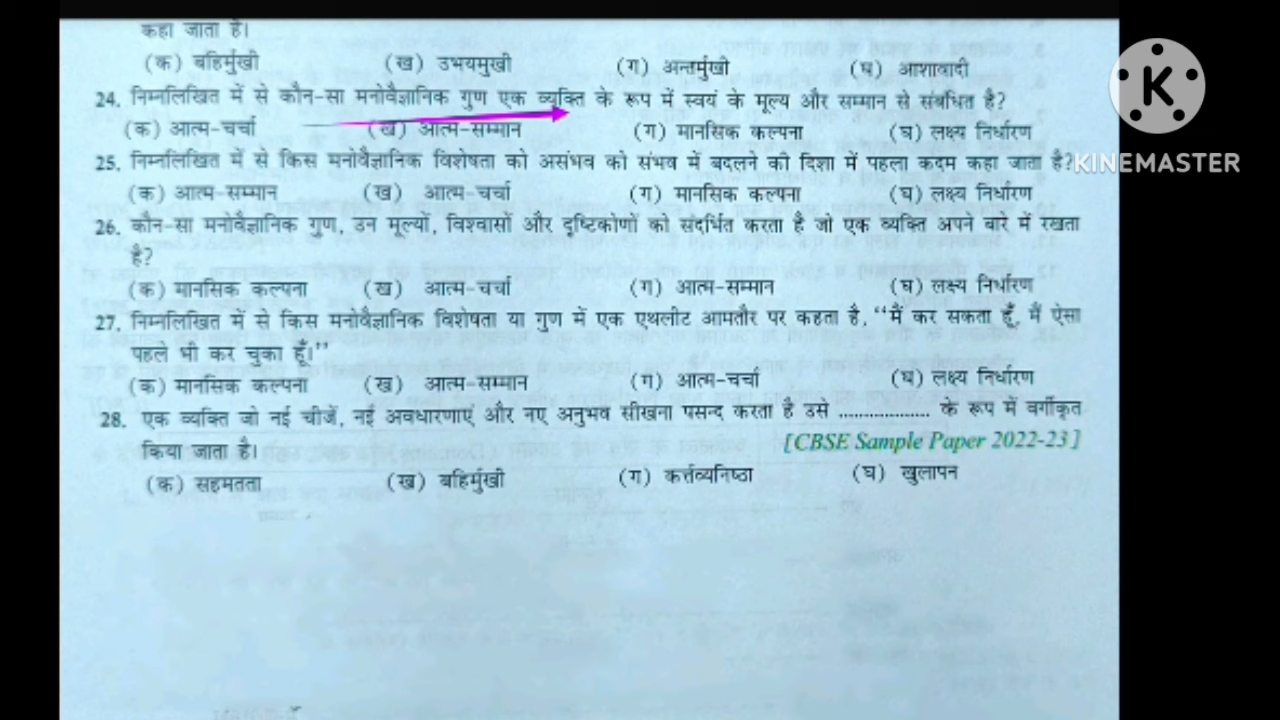 कहा जाता है।
(क) बहिर्मुखी (ख) उभयमुखी (ग) अन्तर्मुखी (घ) आशावादी
24. निम्नलिखित में से कौन-सा मनोवैज्ञानिक गुण एक व्यक्ति के रूप में स्वयं के मूल्य और सम्मान से संबंधित है?
(क) आत्म-चर्चा (ख) आत्म-सम्मान (ग) मानसिक कल्पना (घ) लक्ष्य निर्धारण
25. निम्नलिखित में से किस मनोवैज्ञानिक विशेषता को असंभव को संभव में बदलने की दिशा में पहला कदम कहा जाता है?
(क) आत्म-सम्मान (ख) आत्म-चर्चा (ग) मानसिक कल्पना (घ) लक्ष्य निर्धारण
26. कौन-सा मनोवैज्ञानिक गुण, उन मूल्यों, विश्वासों और दृष्टिकोणों को संदर्भित करता है जो एक व्यक्ति अपने बारे में रखता
है?
(क) मानसिक कल्पना (ख) आत्म-चर्चा (ग) आत्म-सम्मान (घ) लक्ष्य निर्धारण
27. निम्नलिखित में से किस मनोवैज्ञानिक विशेषता या गुण में एक एथलीट आमतौर पर कहता है, "मैं कर सकता हूँ, मैं ऐसा
पहले भी कर चुका हूँ।"
(क) मानसिक कल्पना (ख) आत्म-सम्मान (ग) आत्म-चर्चा (घ) लक्ष्य निर्धारण
28. एक व्यक्ति जो नई चीजें, नई अवधारणाएं और नए अनुभव सीखना पसन्द करता है उसे .................... के रूप में वर्गीकृत
किया जाता है। [CBSE Sample Paper 2022-23]
(क) सहमतता (ख) बहिर्मुखी (ग) कर्त्तव्यनिष्ठा (घ) खुलापन
K
KINEMASTER